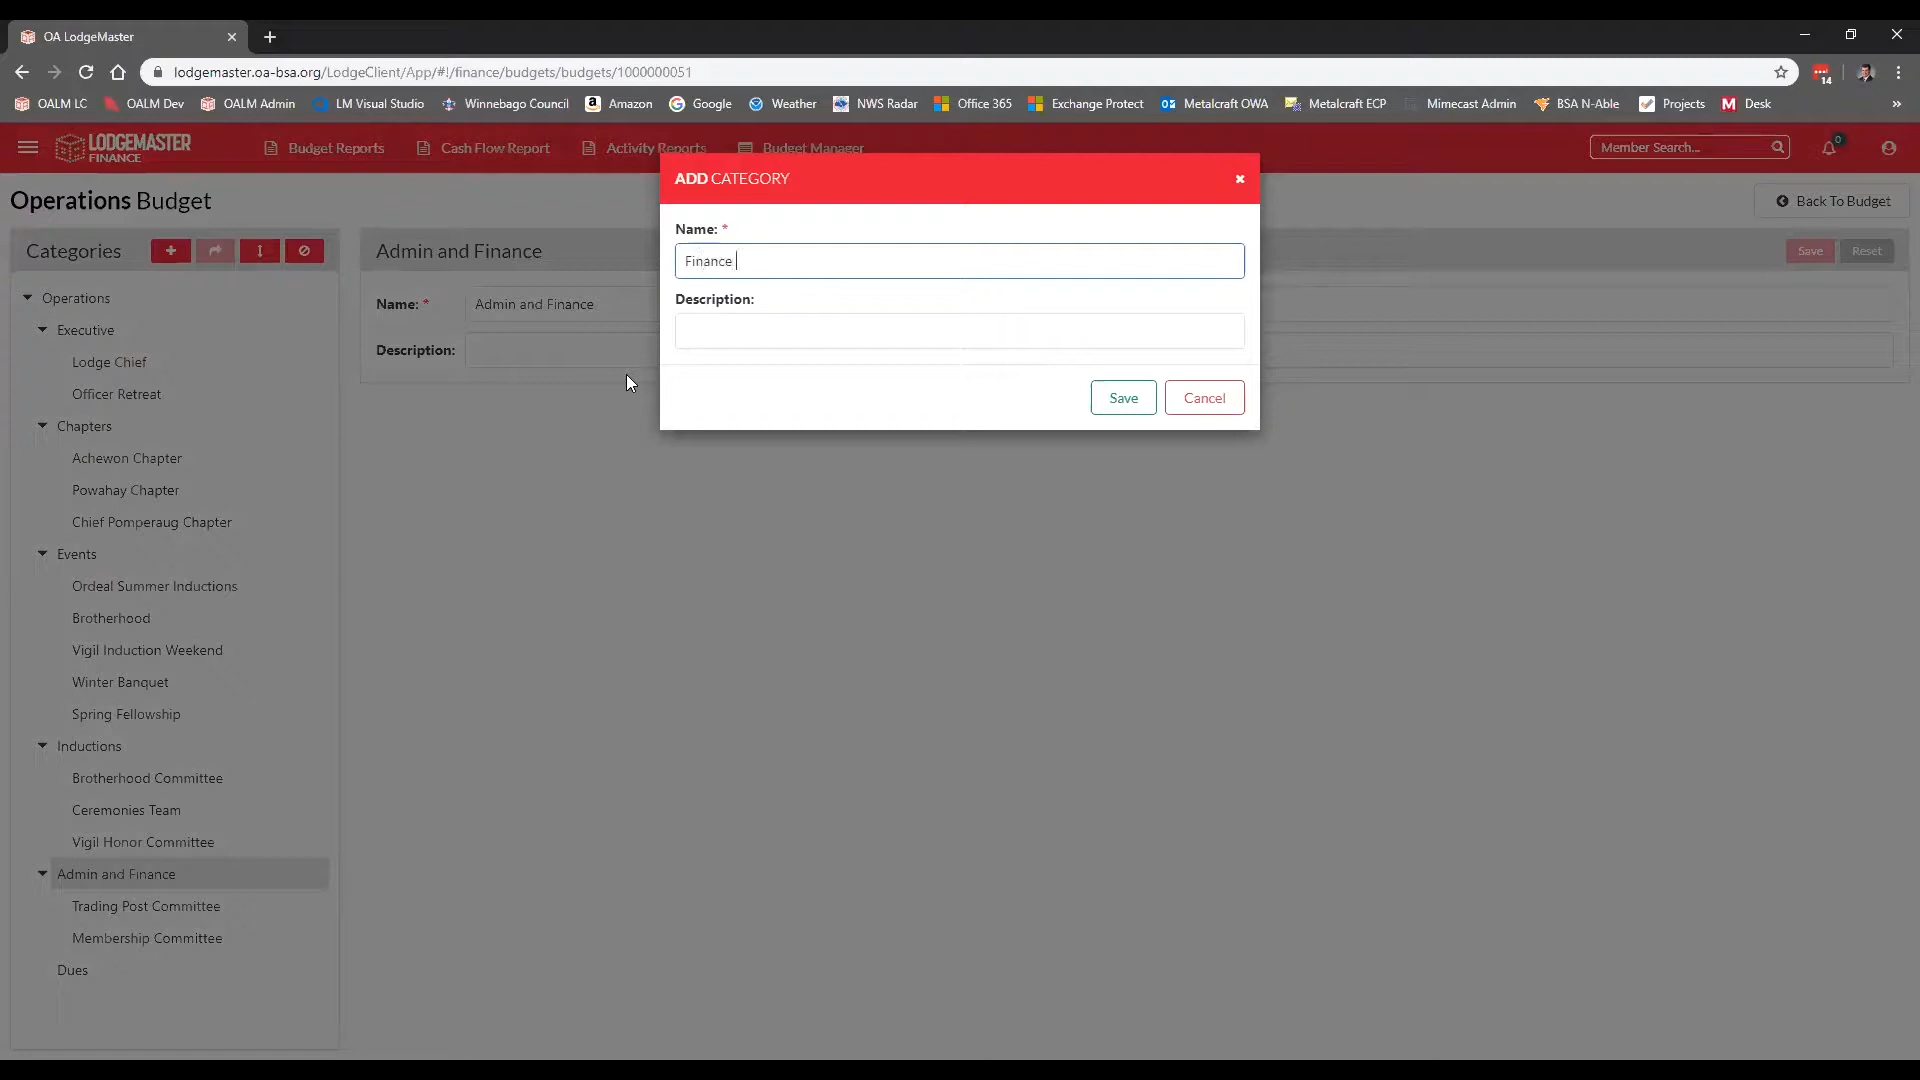 OA LodgeMaster
lodgemaster.oa-bsa.org/LodgeClient/App/#!/finance/budgets/budgets/1000000051
14
OALM LC OALM Dev OALM Admin LM Visual Studio Winnebago Council Amazon Google Weather NWS Radar Office 365 Exchange Protect Metalcraft OWA Metalcraft ECP Mimecast Admin BSA N-Able Projects Desk
LODGEMASTER
FINANCE
Budget Reports Cash Flow Report Activity Reports Budget Manager Member Search... 0
Operations Budget
Back To Budget
ADD CATEGORY
Name: *
Finance
Description:
Save Cancel
Categories
Admin and Finance
Save Reset
Name: * Admin and Finance
Description:
Operations
Executive
Lodge Chief
Officer Retreat
Chapters
Achewon Chapter
Powahay Chapter
Chief Pomperaug Chapter
Events
Ordeal Summer Inductions
Brotherhood
Vigil Induction Weekend
Winter Banquet
Spring Fellowship
Inductions
Brotherhood Committee
Ceremonies Team
Vigil Honor Committee
Admin and Finance
Trading Post Committee
Membership Committee
Dues